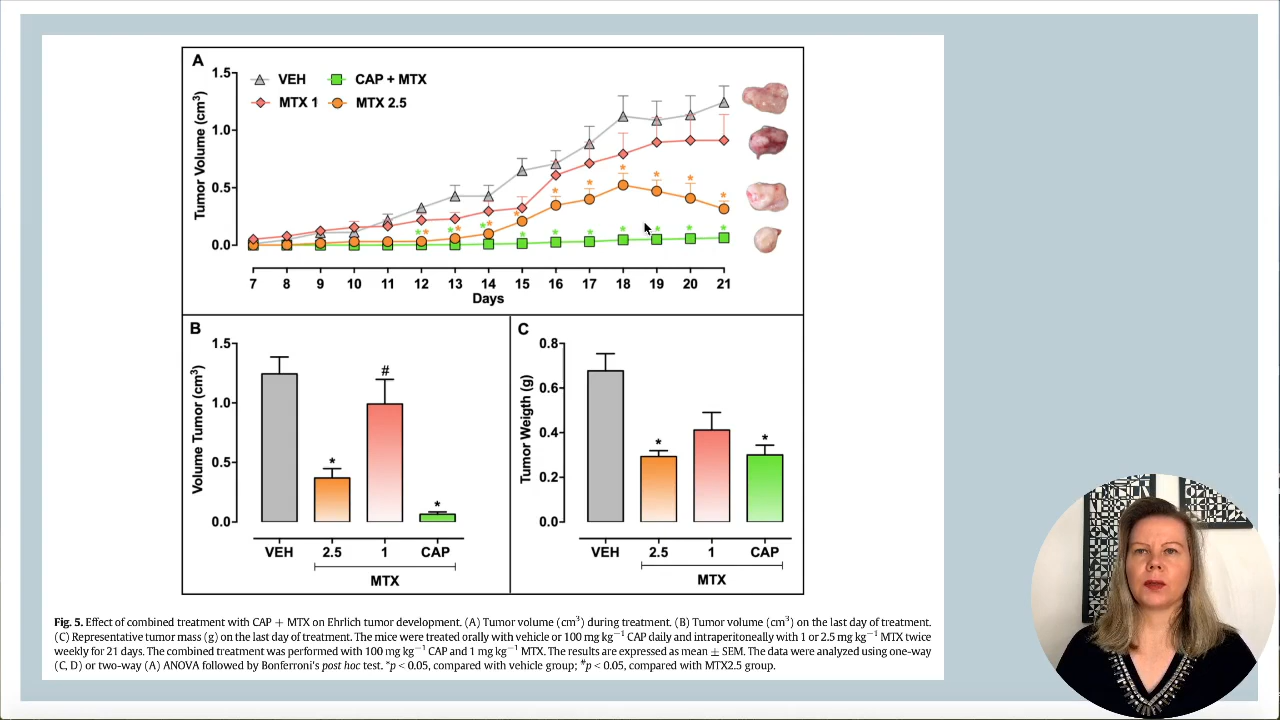 A
1.5
VEH
CAP + MTX
MTX 1
MTX 2.5
1.0
Tumor Volume (cm³)
0.5
0.0
7 8 9 10 11 12 13 14 15 16 17 18 19 20 21
Days
B
1.5
#
1.0
Volume Tumor (cm³)
0.5
*
*
0.0
VEH 2.5 1 CAP
MTX
C
0.8
0.6
Tumor Weigth (g)
0.4
*
*
0.2
0.0
VEH 2.5 1 CAP
MTX
Fig. 5. Effect of combined treatment with CAP + MTX on Ehrlich tumor development. (A) Tumor volume (cm³) during treatment. (B) Tumor volume (cm³) on the last day of treatment.
(C) Representative tumor mass (g) on the last day of treatment. The mice were treated orally with vehicle or 100 mg kg⁻¹ CAP daily and intraperitoneally with 1 or 2.5 mg kg⁻¹ MTX twice
weekly for 21 days. The combined treatment was performed with 100 mg kg⁻¹ CAP and 1 mg kg⁻¹ MTX. The results are expressed as mean ± SEM. The data were analyzed using one-way
(C, D) or two-way (A) ANOVA followed by Bonferroni's post hoc test. *p < 0.05, compared with vehicle group; #p < 0.05, compared with MTX2.5 group.